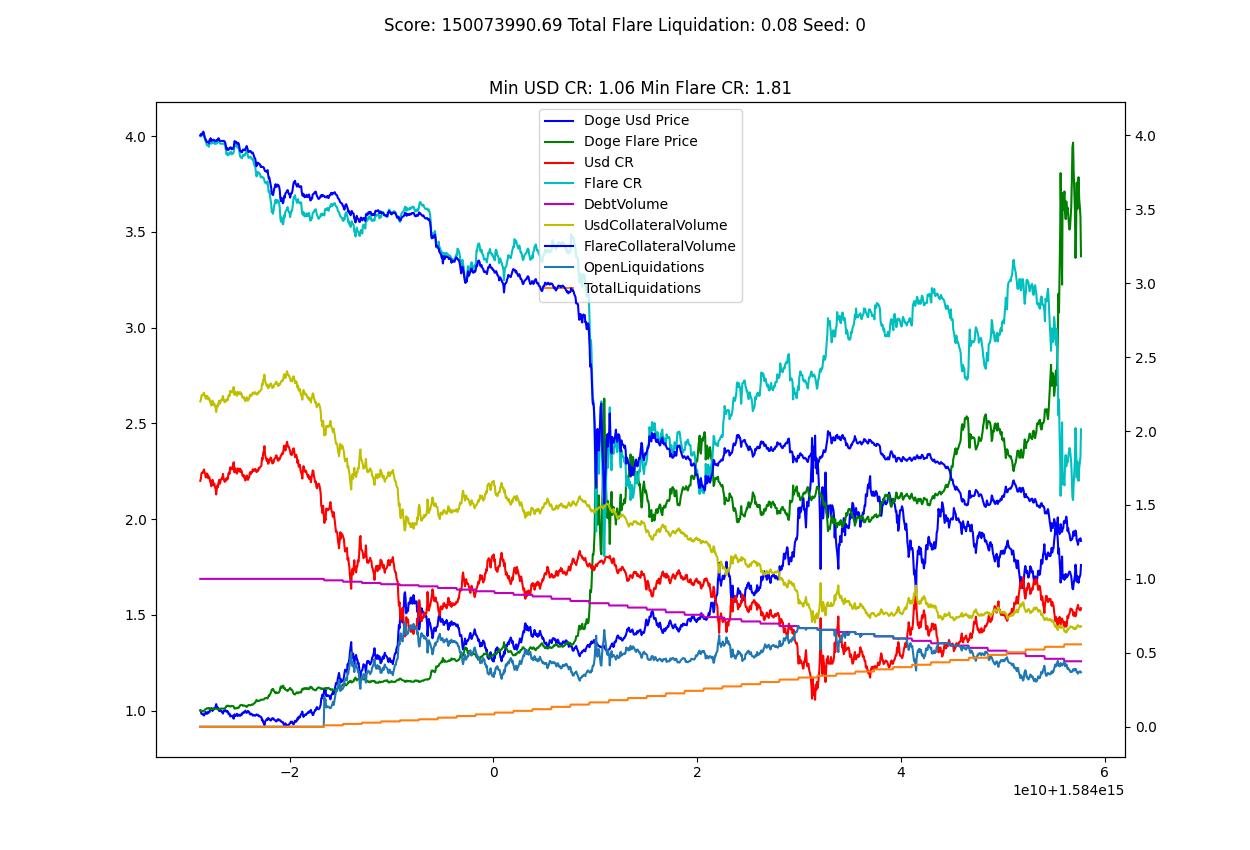 Score: 150073990.69 Total Flare Liquidation: 0.08 Seed: 0
Min USD CR: 1.06 Min Flare CR: 1.81
Doge Usd Price
Doge Flare Price
Usd CR
Flare CR
DebtVolume
UsdCollateralVolume
FlareCollateralVolume
OpenLiquidations
TotalLiquidations
4.0
3.5
3.0
2.5
2.0
1.5
1.0
4.0
3.5
3.0
2.5
2.0
1.5
1.0
0.5
0.0
−2
0
2
4
6
1e10+1.584e15